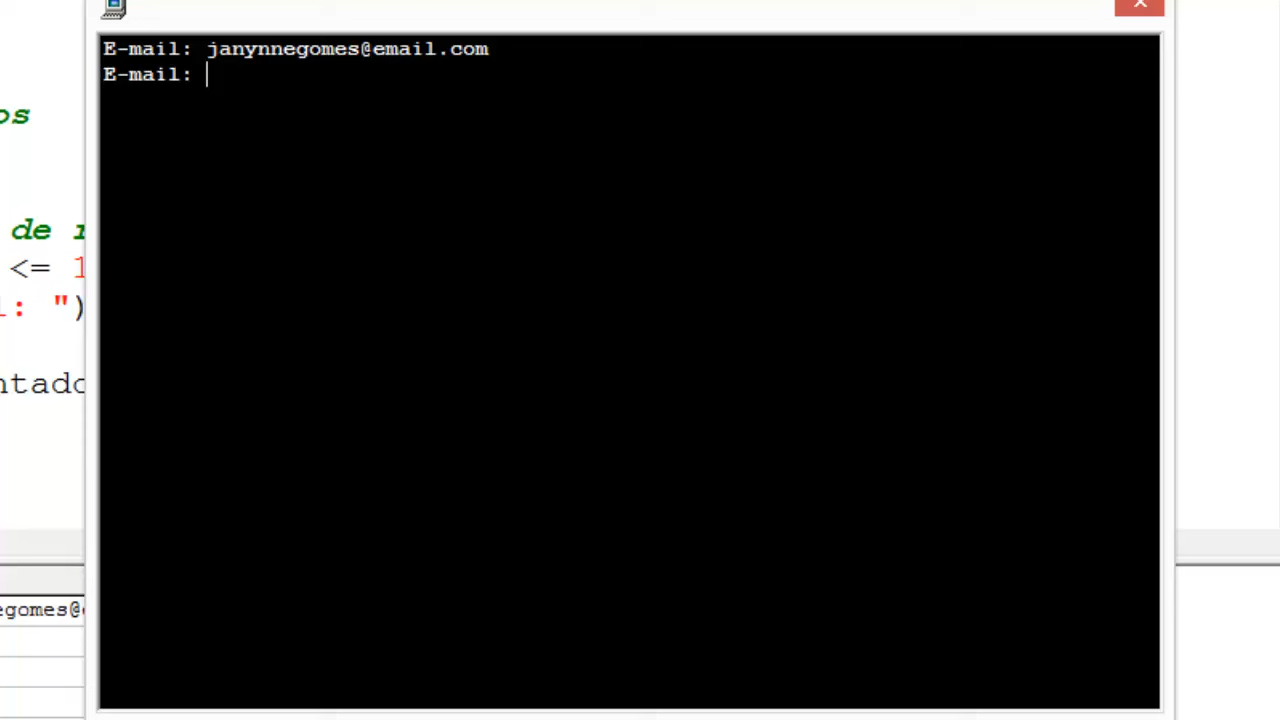 E-mail: janynnegomes@email.com
E-mail:
os
de
<= 1
: ")
ntado
egomes@